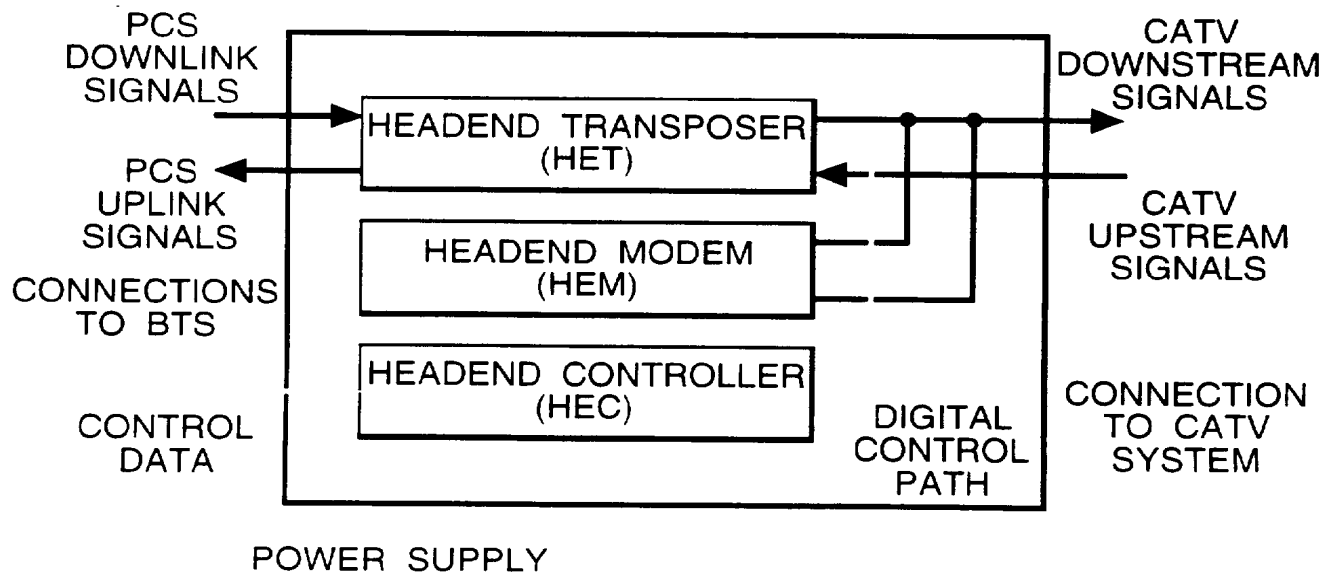 PCS
DOWNLINK
SIGNALS
CATV
DOWNSTREAM
SIGNALS
HEADEND TRANSPOSER
(HET)
PCS
UPLINK
SIGNALS
CATV
UPSTREAM
SIGNALS
HEADEND MODEM
(HEM)
CONNECTIONS
TO BTS
HEADEND CONTROLLER
(HEC)
CONTROL
DATA
DIGITAL
CONTROL
PATH
CONNECTION
TO CATV
SYSTEM
POWER SUPPLY